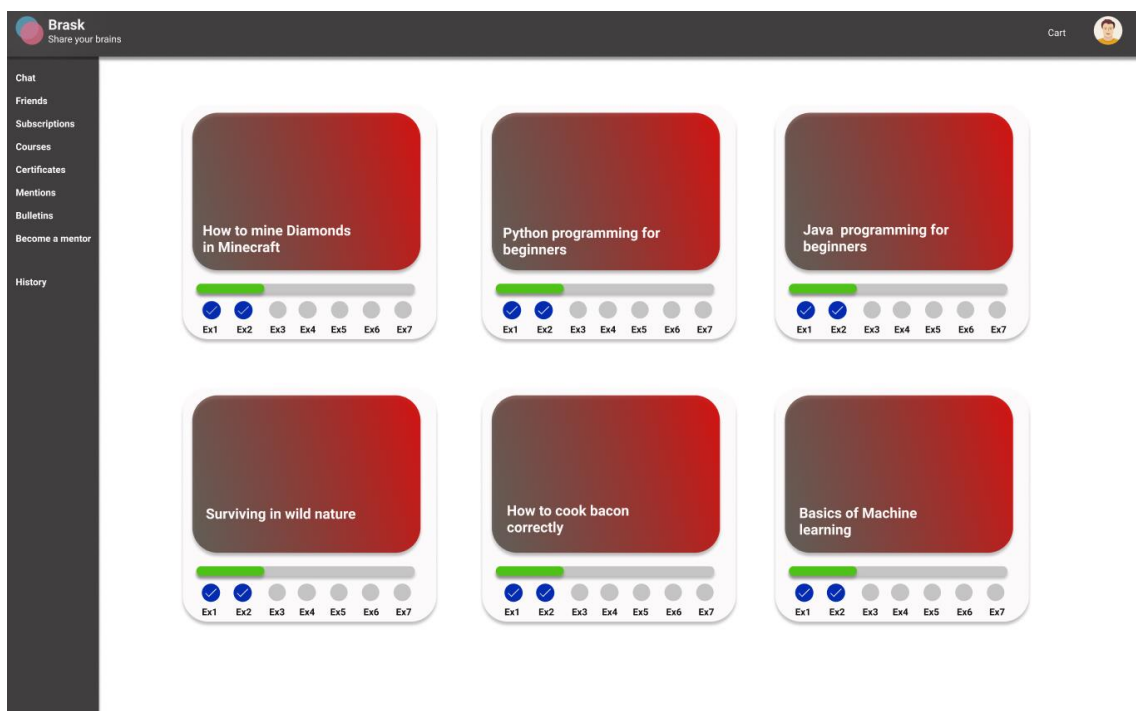 Brask
Share your brains
Cart
Chat
Friends
Subscriptions
Courses
Certificates
Mentions
Bulletins
Become a mentor
History
How to mine Diamonds
in Minecraft
Ex1 Ex2 Ex3 Ex4 Ex5 Ex6 Ex7
Python programming for
beginners
Ex1 Ex2 Ex3 Ex4 Ex5 Ex6 Ex7
Java programming for
beginners
Ex1 Ex2 Ex3 Ex4 Ex5 Ex6 Ex7
Surviving in wild nature
Ex1 Ex2 Ex3 Ex4 Ex5 Ex6 Ex7
How to cook bacon
correctly
Ex1 Ex2 Ex3 Ex4 Ex5 Ex6 Ex7
Basics of Machine
learning
Ex1 Ex2 Ex3 Ex4 Ex5 Ex6 Ex7